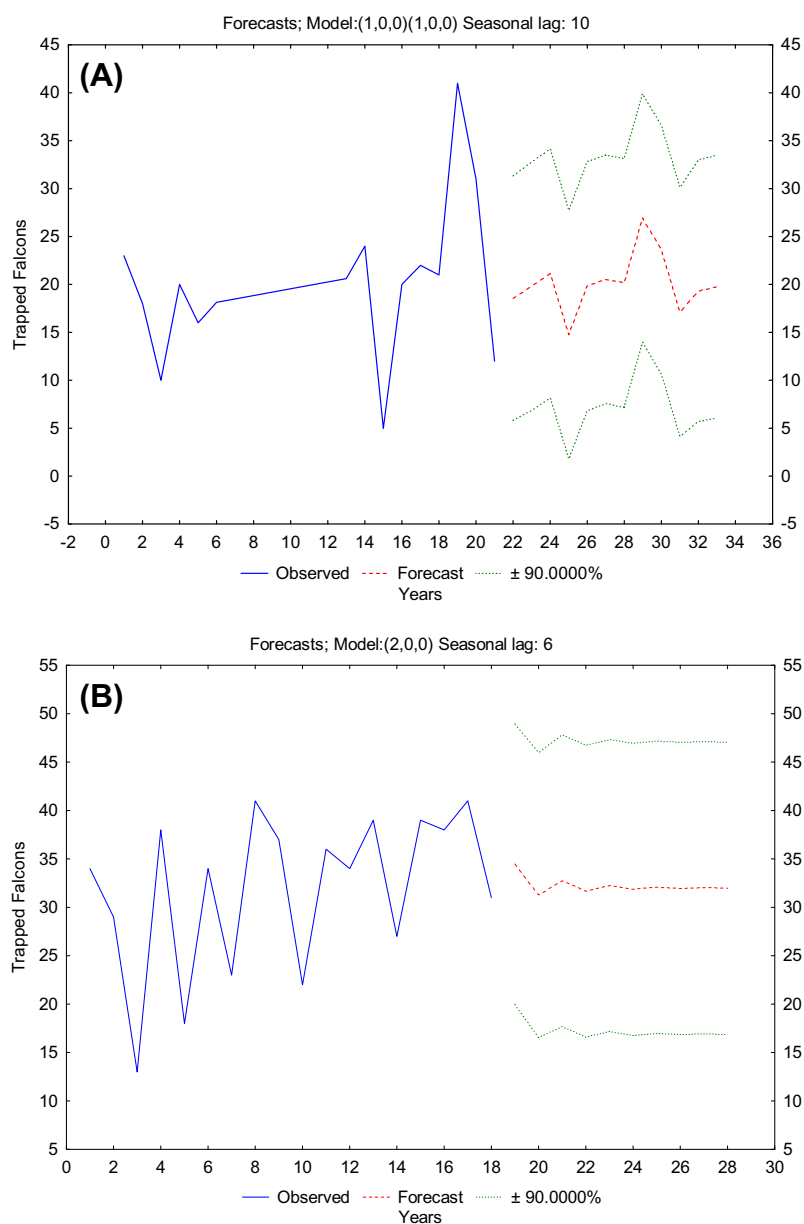 Forecasts; Model:(1,0,0)(1,0,0) Seasonal lag: 10
(A)
45 45
40 40
35 35
30 30
25 25
20 20
15 15
10 10
5 5
0 0
-5 -5
Trapped Falcons
-2 0 2 4 6 8 10 12 14 16 18 20 22 24 26 28 30 32 34 36
Observed Forecast ± 90.0000%
Years
Forecasts; Model:(2,0,0) Seasonal lag: 6
(B)
55 55
50 50
45 45
40 40
35 35
30 30
25 25
20 20
15 15
10 10
5 5
Trapped Falcons
0 2 4 6 8 10 12 14 16 18 20 22 24 26 28 30
Observed Forecast ± 90.0000%
Years